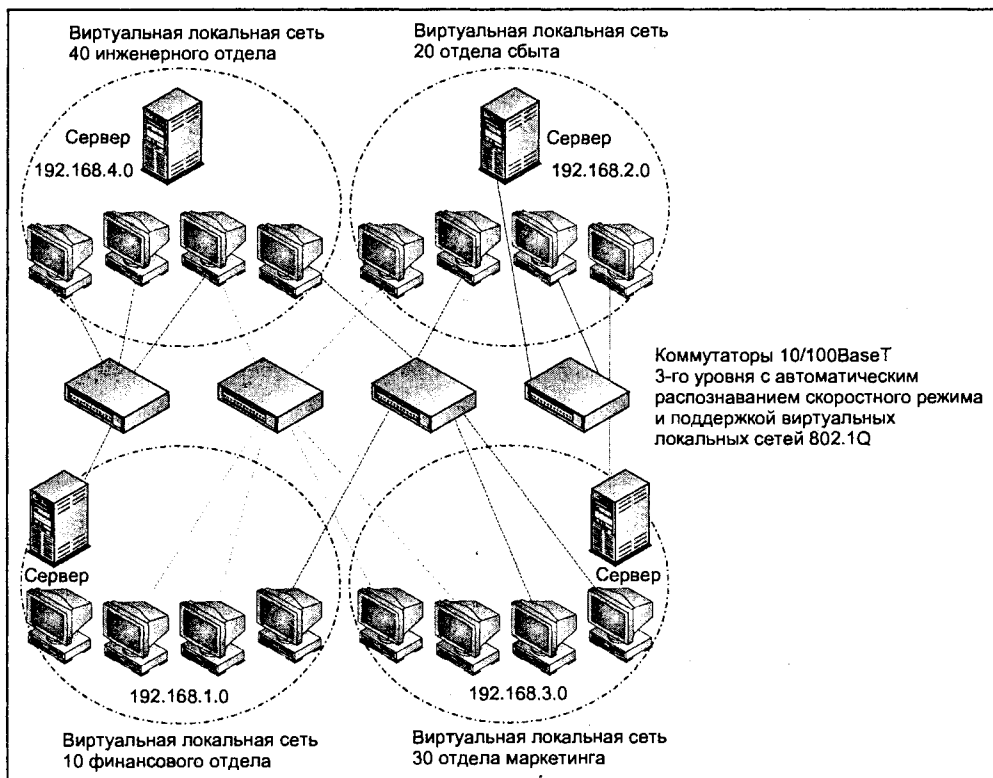 Виртуальная локальная сеть
40 инженерного отдела
Виртуальная локальная сеть
20 отдела сбыта
Сервер
192.168.4.0
Сервер
192.168.2.0
Коммутаторы 10/100BaseT
3-го уровня с автоматическим
распознаванием скоростного режима
и поддержкой виртуальных
локальных сетей 802.1Q
Сервер
Сервер
192.168.1.0
192.168.3.0
Виртуальная локальная сеть
10 финансового отдела
Виртуальная локальная сеть
30 отдела маркетинга